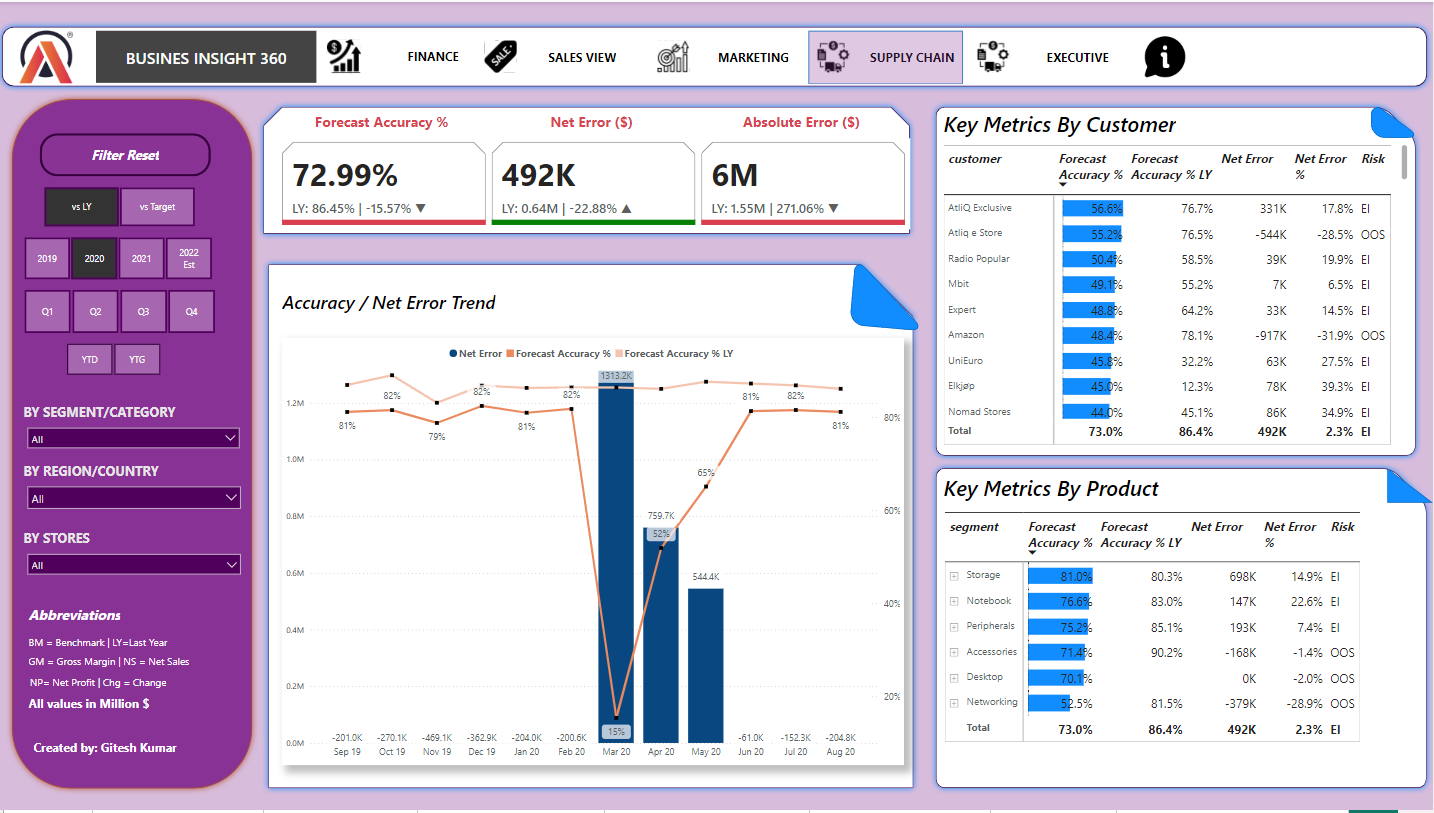 BUSINES INSIGHT 360
FINANCE
SALE
SALES VIEW
MARKETING
SUPPLY CHAIN
EXECUTIVE
Filter Reset
vs LY
vs Target
2019
2020
2021
2022
Est
Q1
Q2
Q3
Q4
YTD
YTG
BY SEGMENT/CATEGORY
All
BY REGION/COUNTRY
All
BY STORES
All
Abbreviations
BM = Benchmark | LY=Last Year
GM = Gross Margin | NS = Net Sales
NP= Net Profit | Chg = Change
All values in Million $
Created by: Gitesh Kumar
Forecast Accuracy %
Net Error ($)
Absolute Error ($)
72.99%
LY: 86.45% | -15.57% ▼
492K
LY: 0.64M | -22.88% ▲
6M
LY: 1.55M | 271.06% ▼
Accuracy / Net Error Trend
Net Error Forecast Accuracy % Forecast Accuracy % LY
1.2M
1.0M
0.8M
0.6M
0.4M
0.2M
0.0M
80%
60%
40%
20%
82% 82% 82% 81% 82%
81% 79% 81% 15% 52% 65% 81%
1313.2K
759.7K
544.4K
-201.0K -270.1K -469.1K -362.9K -204.0K -200.6K -61.0K -152.3K -204.8K
Sep 19 Oct 19 Nov 19 Dec 19 Jan 20 Feb 20 Mar 20 Apr 20 May 20 Jun 20 Jul 20 Aug 20
Key Metrics By Customer
customer Forecast Accuracy % Forecast Accuracy % LY Net Error Net Error % Risk
AtliQ Exclusive 56.6% 76.7% 331K 17.8% EI
Atliq e Store 55.2% 76.5% -544K -28.5% OOS
Radio Popular 50.4% 58.5% 39K 19.9% EI
Mbit 49.1% 55.2% 7K 6.5% EI
Expert 48.8% 64.2% 33K 14.5% EI
Amazon 48.4% 78.1% -917K -31.9% OOS
UniEuro 45.8% 32.2% 63K 27.5% EI
Elkjøp 45.0% 12.3% 78K 39.3% EI
Nomad Stores 44.0% 45.1% 86K 34.9% EI
Total 73.0% 86.4% 492K 2.3% EI
Key Metrics By Product
segment Forecast Accuracy % Forecast Accuracy % LY Net Error Net Error % Risk
Storage 81.0% 80.3% 698K 14.9% EI
Notebook 76.6% 83.0% 147K 22.6% EI
Peripherals 75.2% 85.1% 193K 7.4% EI
Accessories 71.4% 90.2% -168K -1.4% OOS
Desktop 70.1% 0K -2.0% OOS
Networking 52.5% 81.5% -379K -28.9% OOS
Total 73.0% 86.4% 492K 2.3% EI